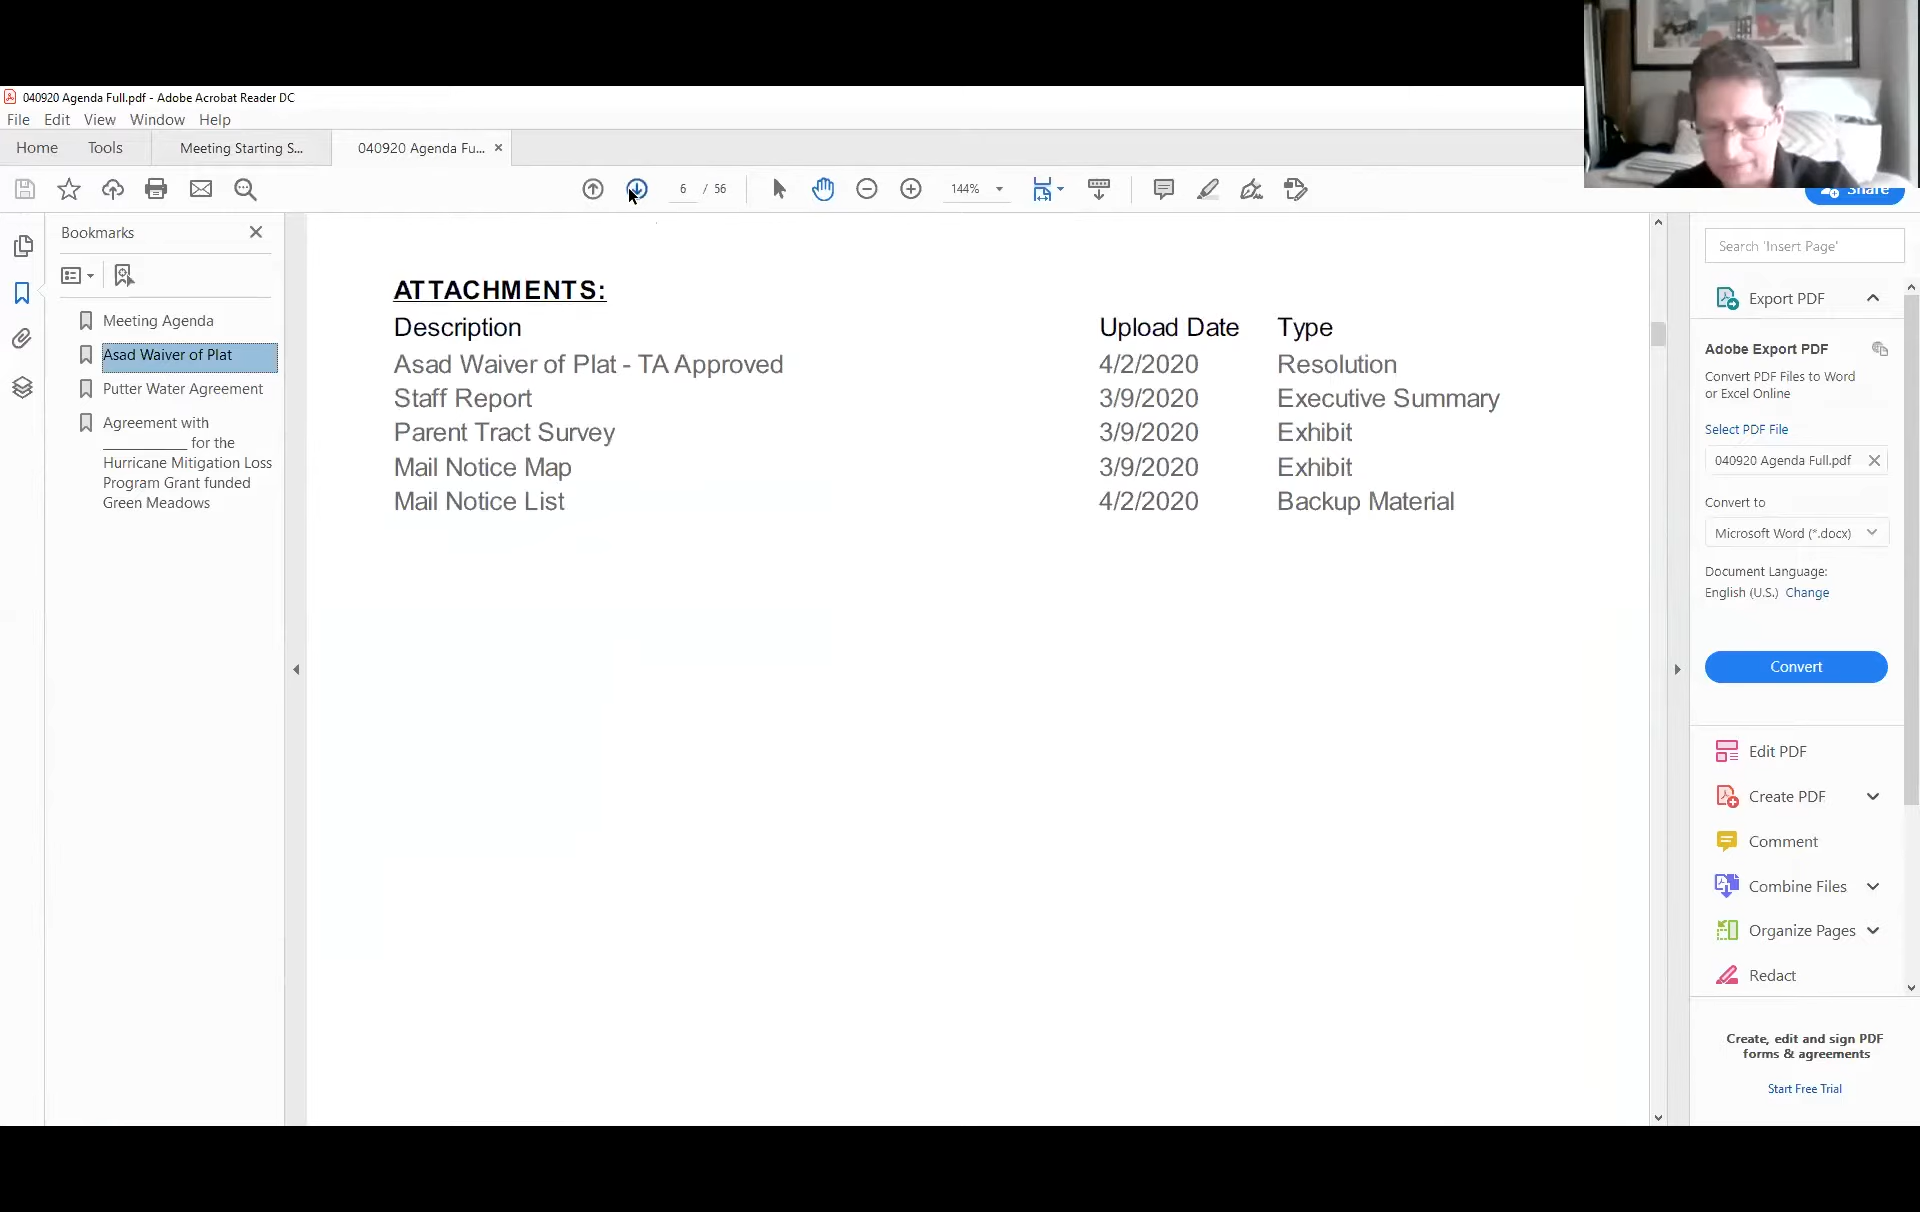 040920 Agenda Full.pdf - Adobe Acrobat Reader DC
File Edit View Window Help
Home Tools Meeting Starting S... 040920 Agenda Fu... ×
6 / 56 144%
Share
Bookmarks
Meeting Agenda
Asad Waiver of Plat
Putter Water Agreement
Agreement with
____________ for the
Hurricane Mitigation Loss
Program Grant funded
Green Meadows
ATTACHMENTS:
Description Upload Date Type
Asad Waiver of Plat - TA Approved 4/2/2020 Resolution
Staff Report 3/9/2020 Executive Summary
Parent Tract Survey 3/9/2020 Exhibit
Mail Notice Map 3/9/2020 Exhibit
Mail Notice List 4/2/2020 Backup Material
Search 'Insert Page'
Export PDF
Adobe Export PDF
Convert PDF Files to Word
or Excel Online
Select PDF File
040920 Agenda Full.pdf
Convert to
Microsoft Word (*.docx)
Document Language:
English (U.S.) Change
Convert
Edit PDF
Create PDF
Comment
Combine Files
Organize Pages
Redact
Create, edit and sign PDF
forms & agreements
Start Free Trial